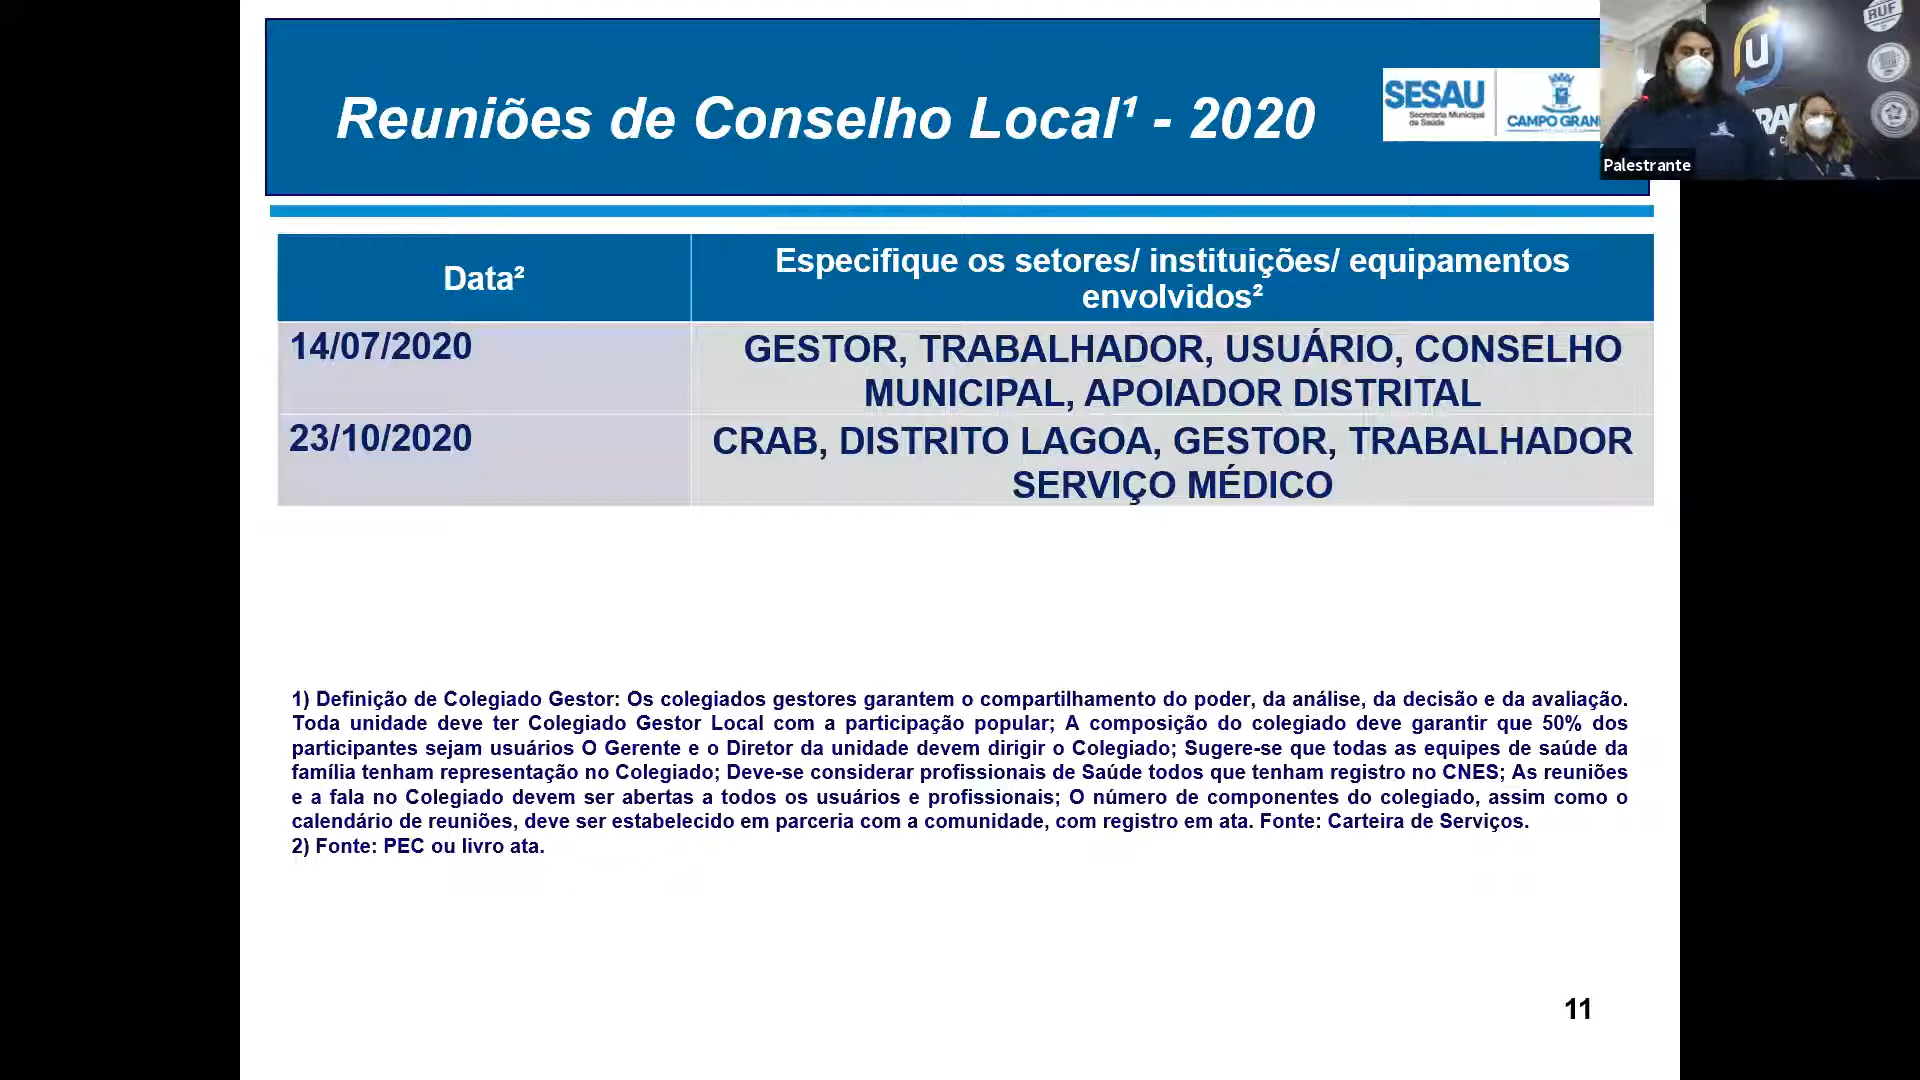 Reuniões de Conselho Local¹ - 2020
SESAU
Secretaria Municipal
de Saúde
CAMPO GRAN
RUF
U
Palestrante
Data²
Especifique os setores/ instituições/ equipamentos
envolvidos²
14/07/2020
GESTOR, TRABALHADOR, USUÁRIO, CONSELHO
MUNICIPAL, APOIADOR DISTRITAL
23/10/2020
CRAB, DISTRITO LAGOA, GESTOR, TRABALHADOR
SERVIÇO MÉDICO
1) Definição de Colegiado Gestor: Os colegiados gestores garantem o compartilhamento do poder, da análise, da decisão e da avaliação.
Toda unidade deve ter Colegiado Gestor Local com a participação popular; A composição do colegiado deve garantir que 50% dos
participantes sejam usuários O Gerente e o Diretor da unidade devem dirigir o Colegiado; Sugere-se que todas as equipes de saúde da
família tenham representação no Colegiado; Deve-se considerar profissionais de Saúde todos que tenham registro no CNES; As reuniões
e a fala no Colegiado devem ser abertas a todos os usuários e profissionais; O número de componentes do colegiado, assim como o
calendário de reuniões, deve ser estabelecido em parceria com a comunidade, com registro em ata. Fonte: Carteira de Serviços.
2) Fonte: PEC ou livro ata.
11